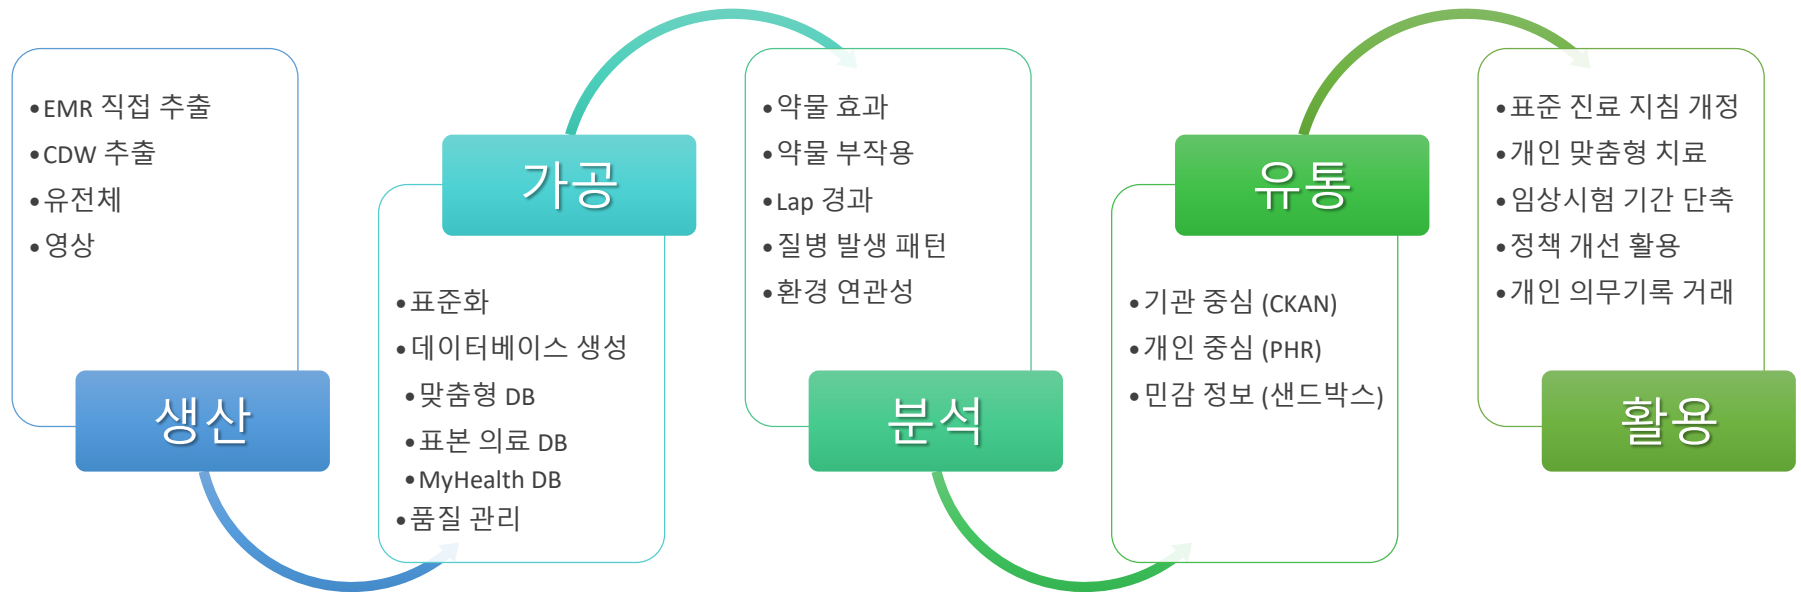 •EMR 직접 추출
•CDW 추출
•유전체
•영상
생산
가공
•표준화
•데이터베이스 생성
•맞춤형 DB
•표본 의료 DB
•MyHealth DB
•품질 관리
•약물 효과
•약물 부작용
•Lap 경과
•질병 발생 패턴
•환경 연관성
분석
유통
•기관 중심 (CKAN)
•개인 중심 (PHR)
•민감 정보 (샌드박스)
•표준 진료 지침 개정
•개인 맞춤형 치료
•임상시험 기간 단축
•정책 개선 활용
•개인 의무기록 거래
활용